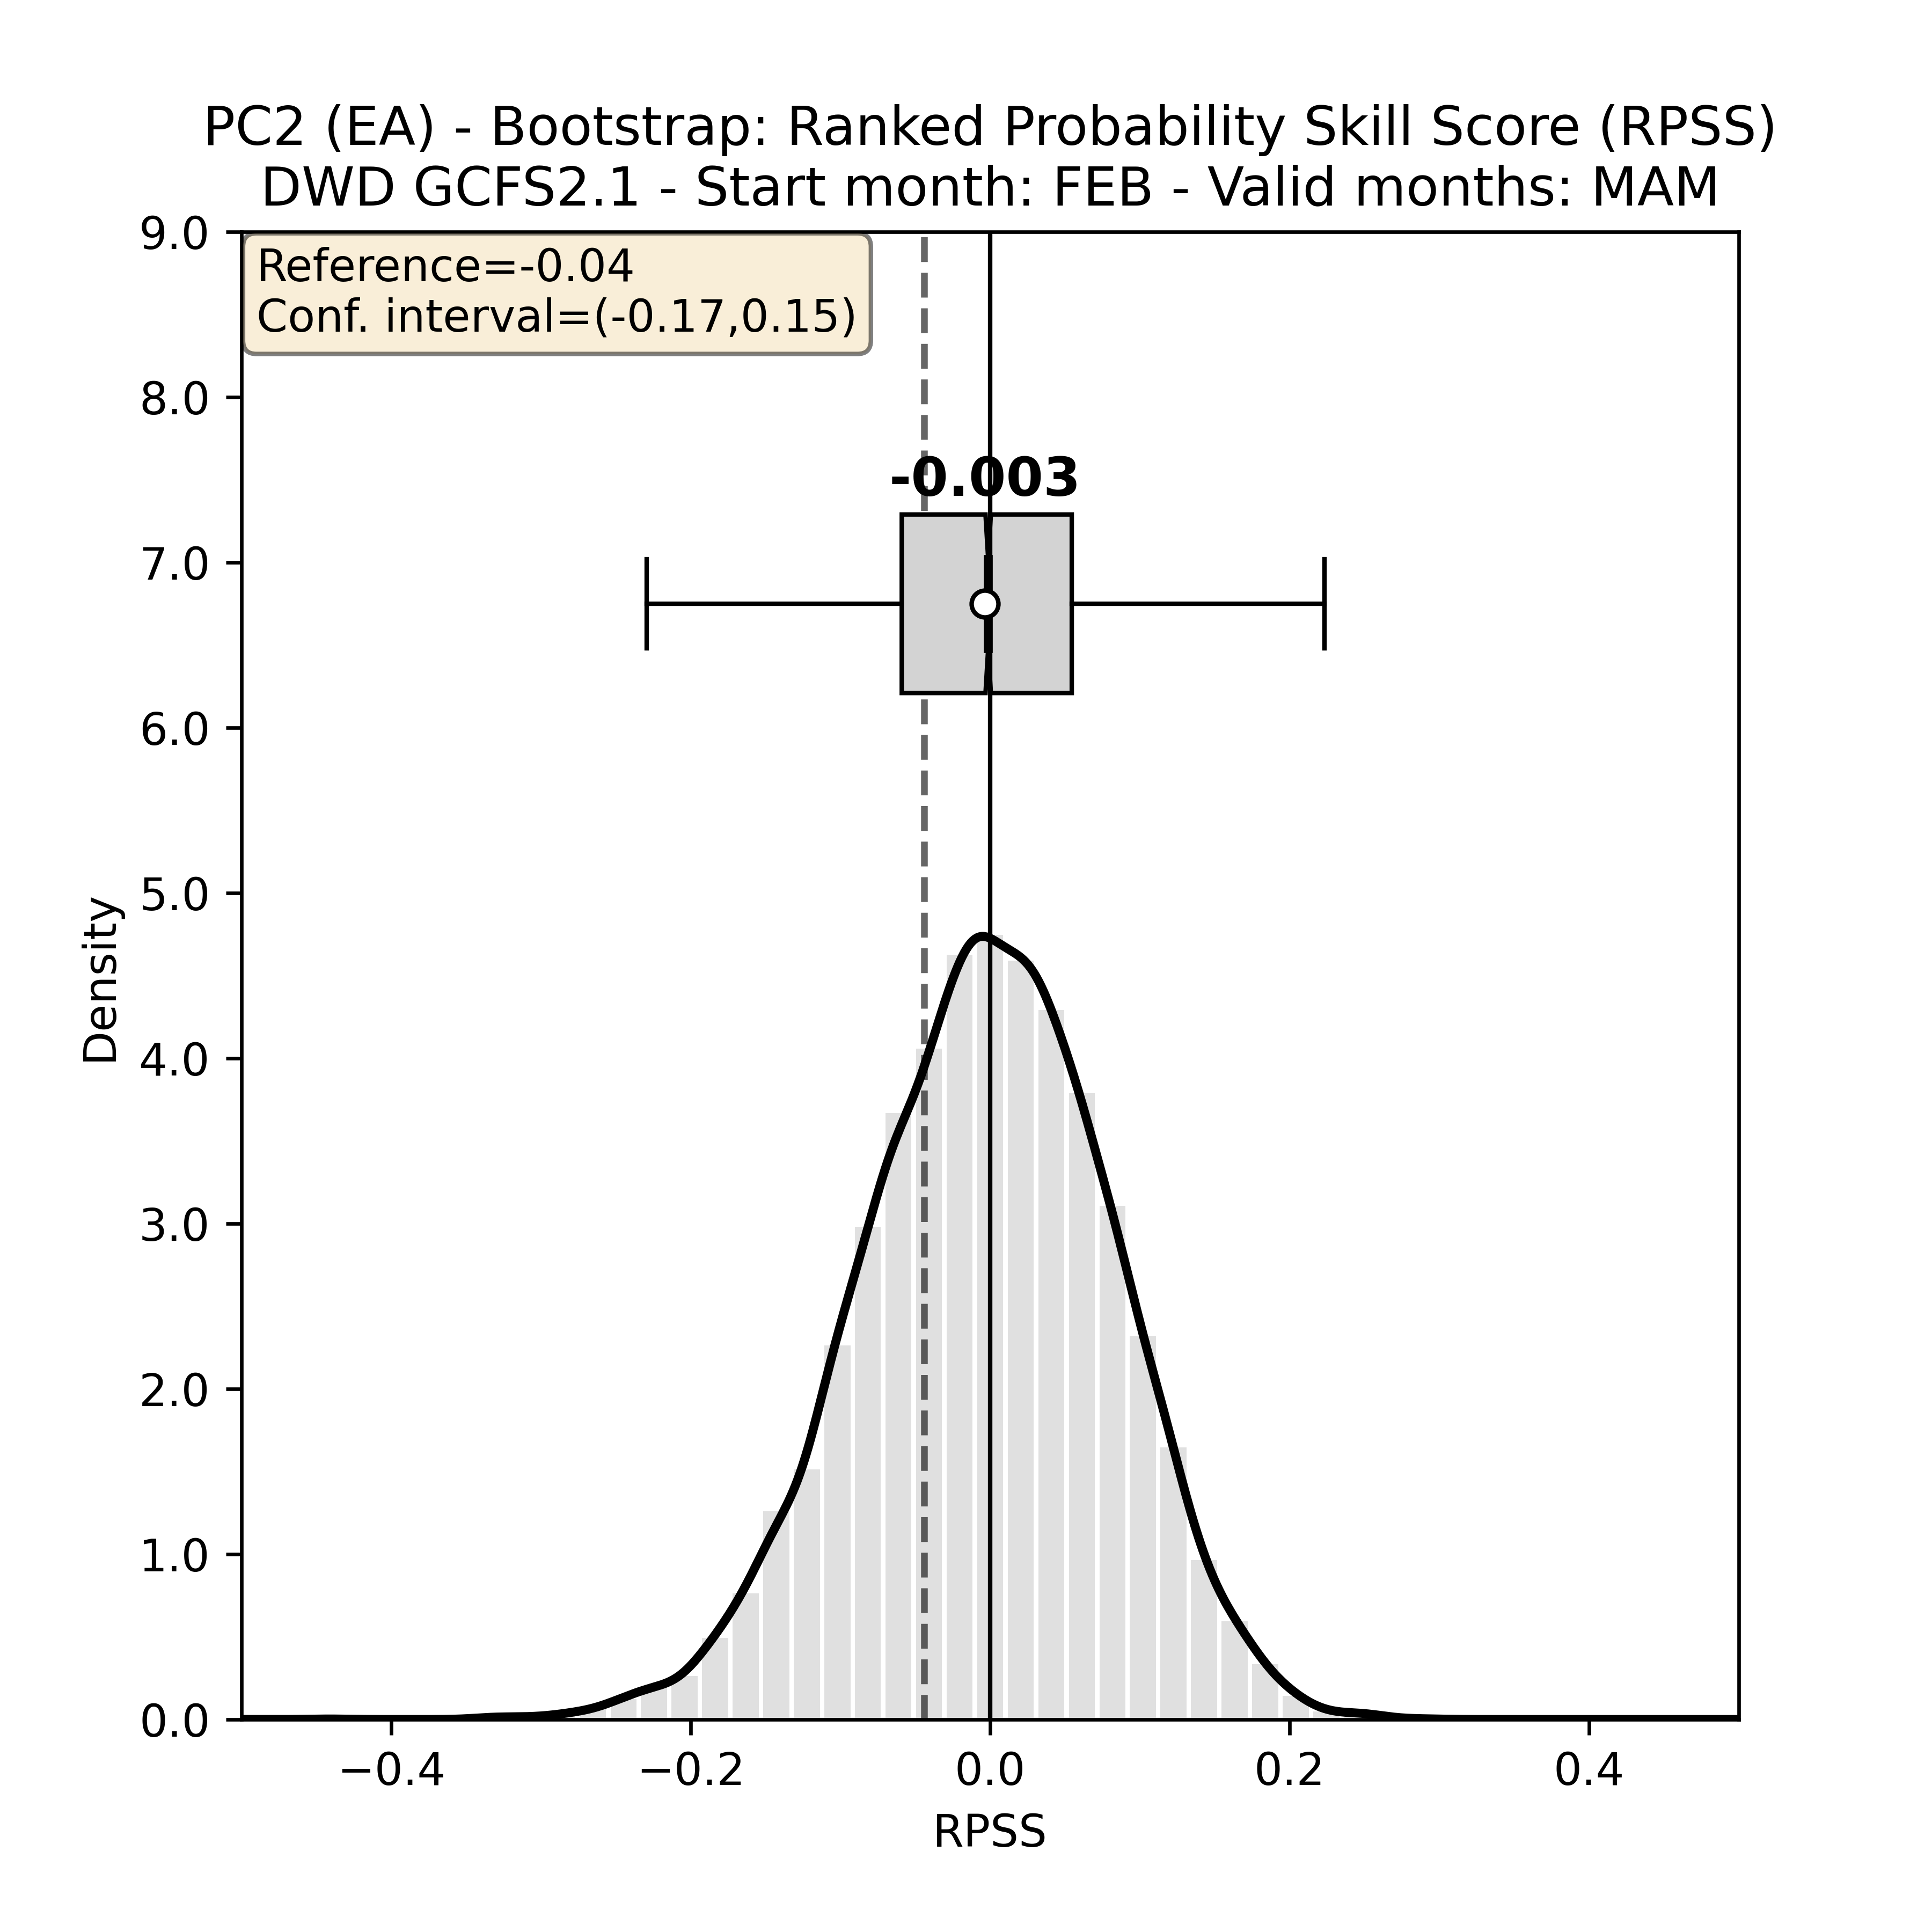 PC2 (EA) - Bootstrap: Ranked Probability Skill Score (RPSS)
DWD GCFS2.1 - Start month: FEB - Valid months: MAM
Reference=-0.04
Conf. interval=(-0.17,0.15)
-0.003
9.0
8.0
7.0
6.0
5.0
4.0
3.0
2.0
1.0
0.0
Density
−0.4
−0.2
0.0
0.2
0.4
RPSS